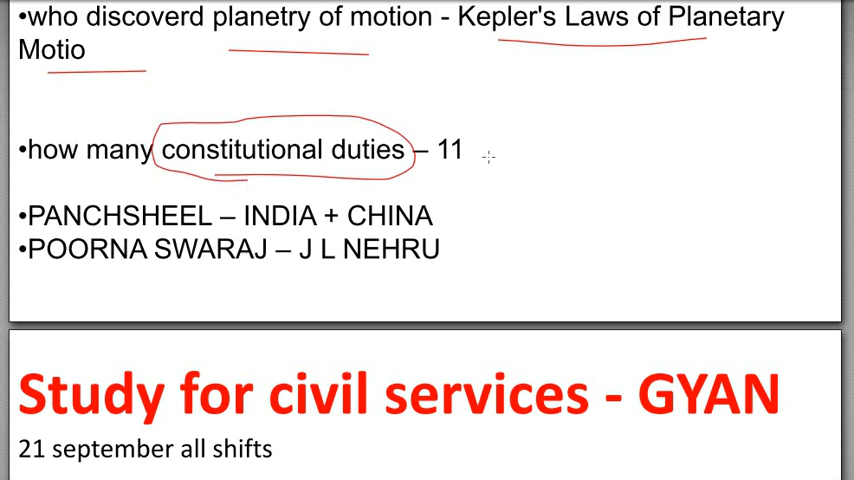 •who discoverd planetry of motion - Kepler's Laws of Planetary
Motio
•how many constitutional duties – 11
•PANCHSHEEL – INDIA + CHINA
•POORNA SWARAJ – J L NEHRU
Study for civil services - GYAN
21 september all shifts